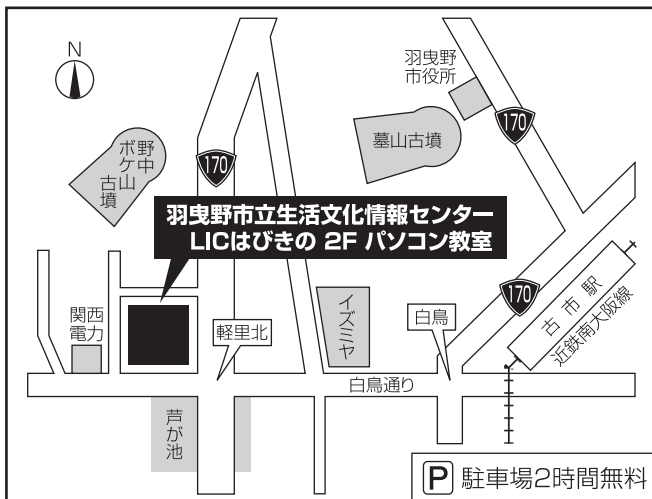 N
羽曳野
市役所
170
墓山古墳
野中
ボケ山
古墳
170
羽曳野市立生活文化情報センター
LICはびきの 2F パソコン教室
170
古市駅
近鉄南大阪線
関西
電力
軽里北
イズミヤ
白鳥
白鳥通り
芦が池
P 駐車場2時間無料